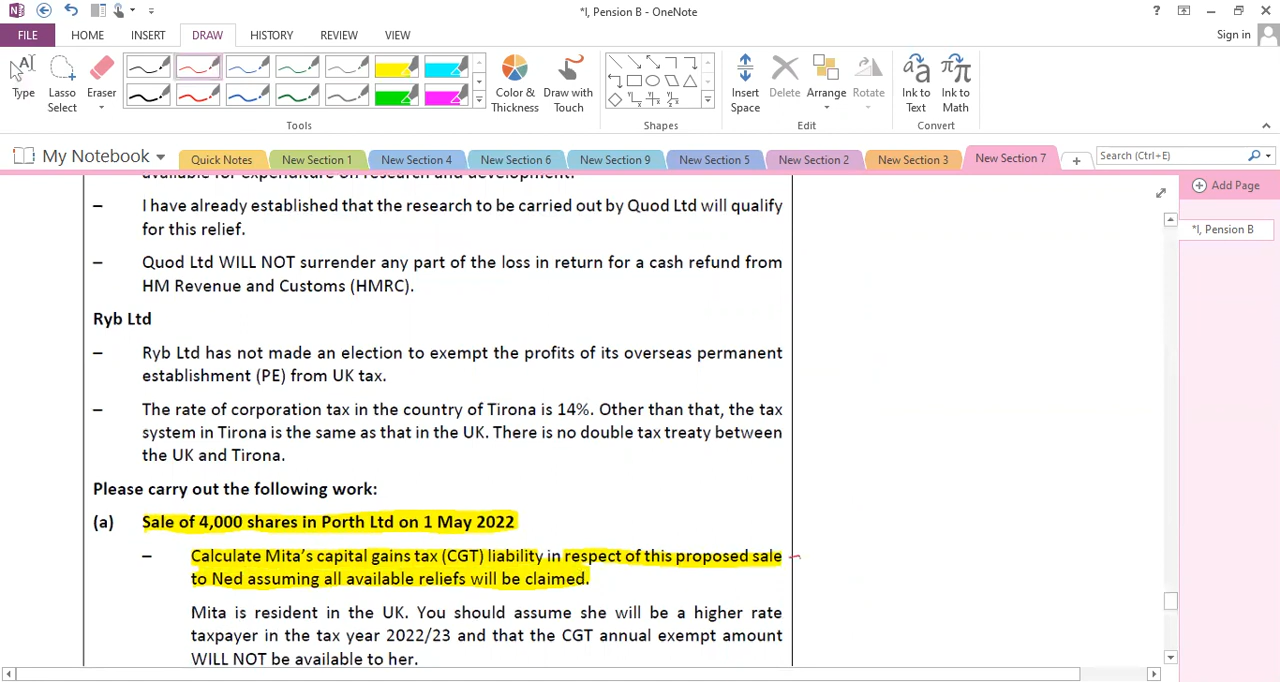 *I, Pension B - OneNote
?
FILE HOME INSERT DRAW HISTORY REVIEW VIEW
Sign in
Type
Lasso Select
Eraser
Color & Thickness
Draw with Touch
Insert Space
Delete
Arrange
Rotate
Ink to Text
Ink to Math
Tools
Shapes
Edit
Convert
My Notebook
Quick Notes New Section 1 New Section 4 New Section 6 New Section 9 New Section 5 New Section 2 New Section 3 New Section 7
Search (Ctrl+E)
Add Page
*I, Pension B
available for expenditure on research and development.
– I have already established that the research to be carried out by Quod Ltd will qualify
for this relief.
– Quod Ltd WILL NOT surrender any part of the loss in return for a cash refund from
HM Revenue and Customs (HMRC).
Ryb Ltd
– Ryb Ltd has not made an election to exempt the profits of its overseas permanent
establishment (PE) from UK tax.
– The rate of corporation tax in the country of Tirona is 14%. Other than that, the tax
system in Tirona is the same as that in the UK. There is no double tax treaty between
the UK and Tirona.
Please carry out the following work:
(a) Sale of 4,000 shares in Porth Ltd on 1 May 2022
– Calculate Mita's capital gains tax (CGT) liability in respect of this proposed sale
to Ned assuming all available reliefs will be claimed.
Mita is resident in the UK. You should assume she will be a higher rate
taxpayer in the tax year 2022/23 and that the CGT annual exempt amount
WILL NOT be available to her.